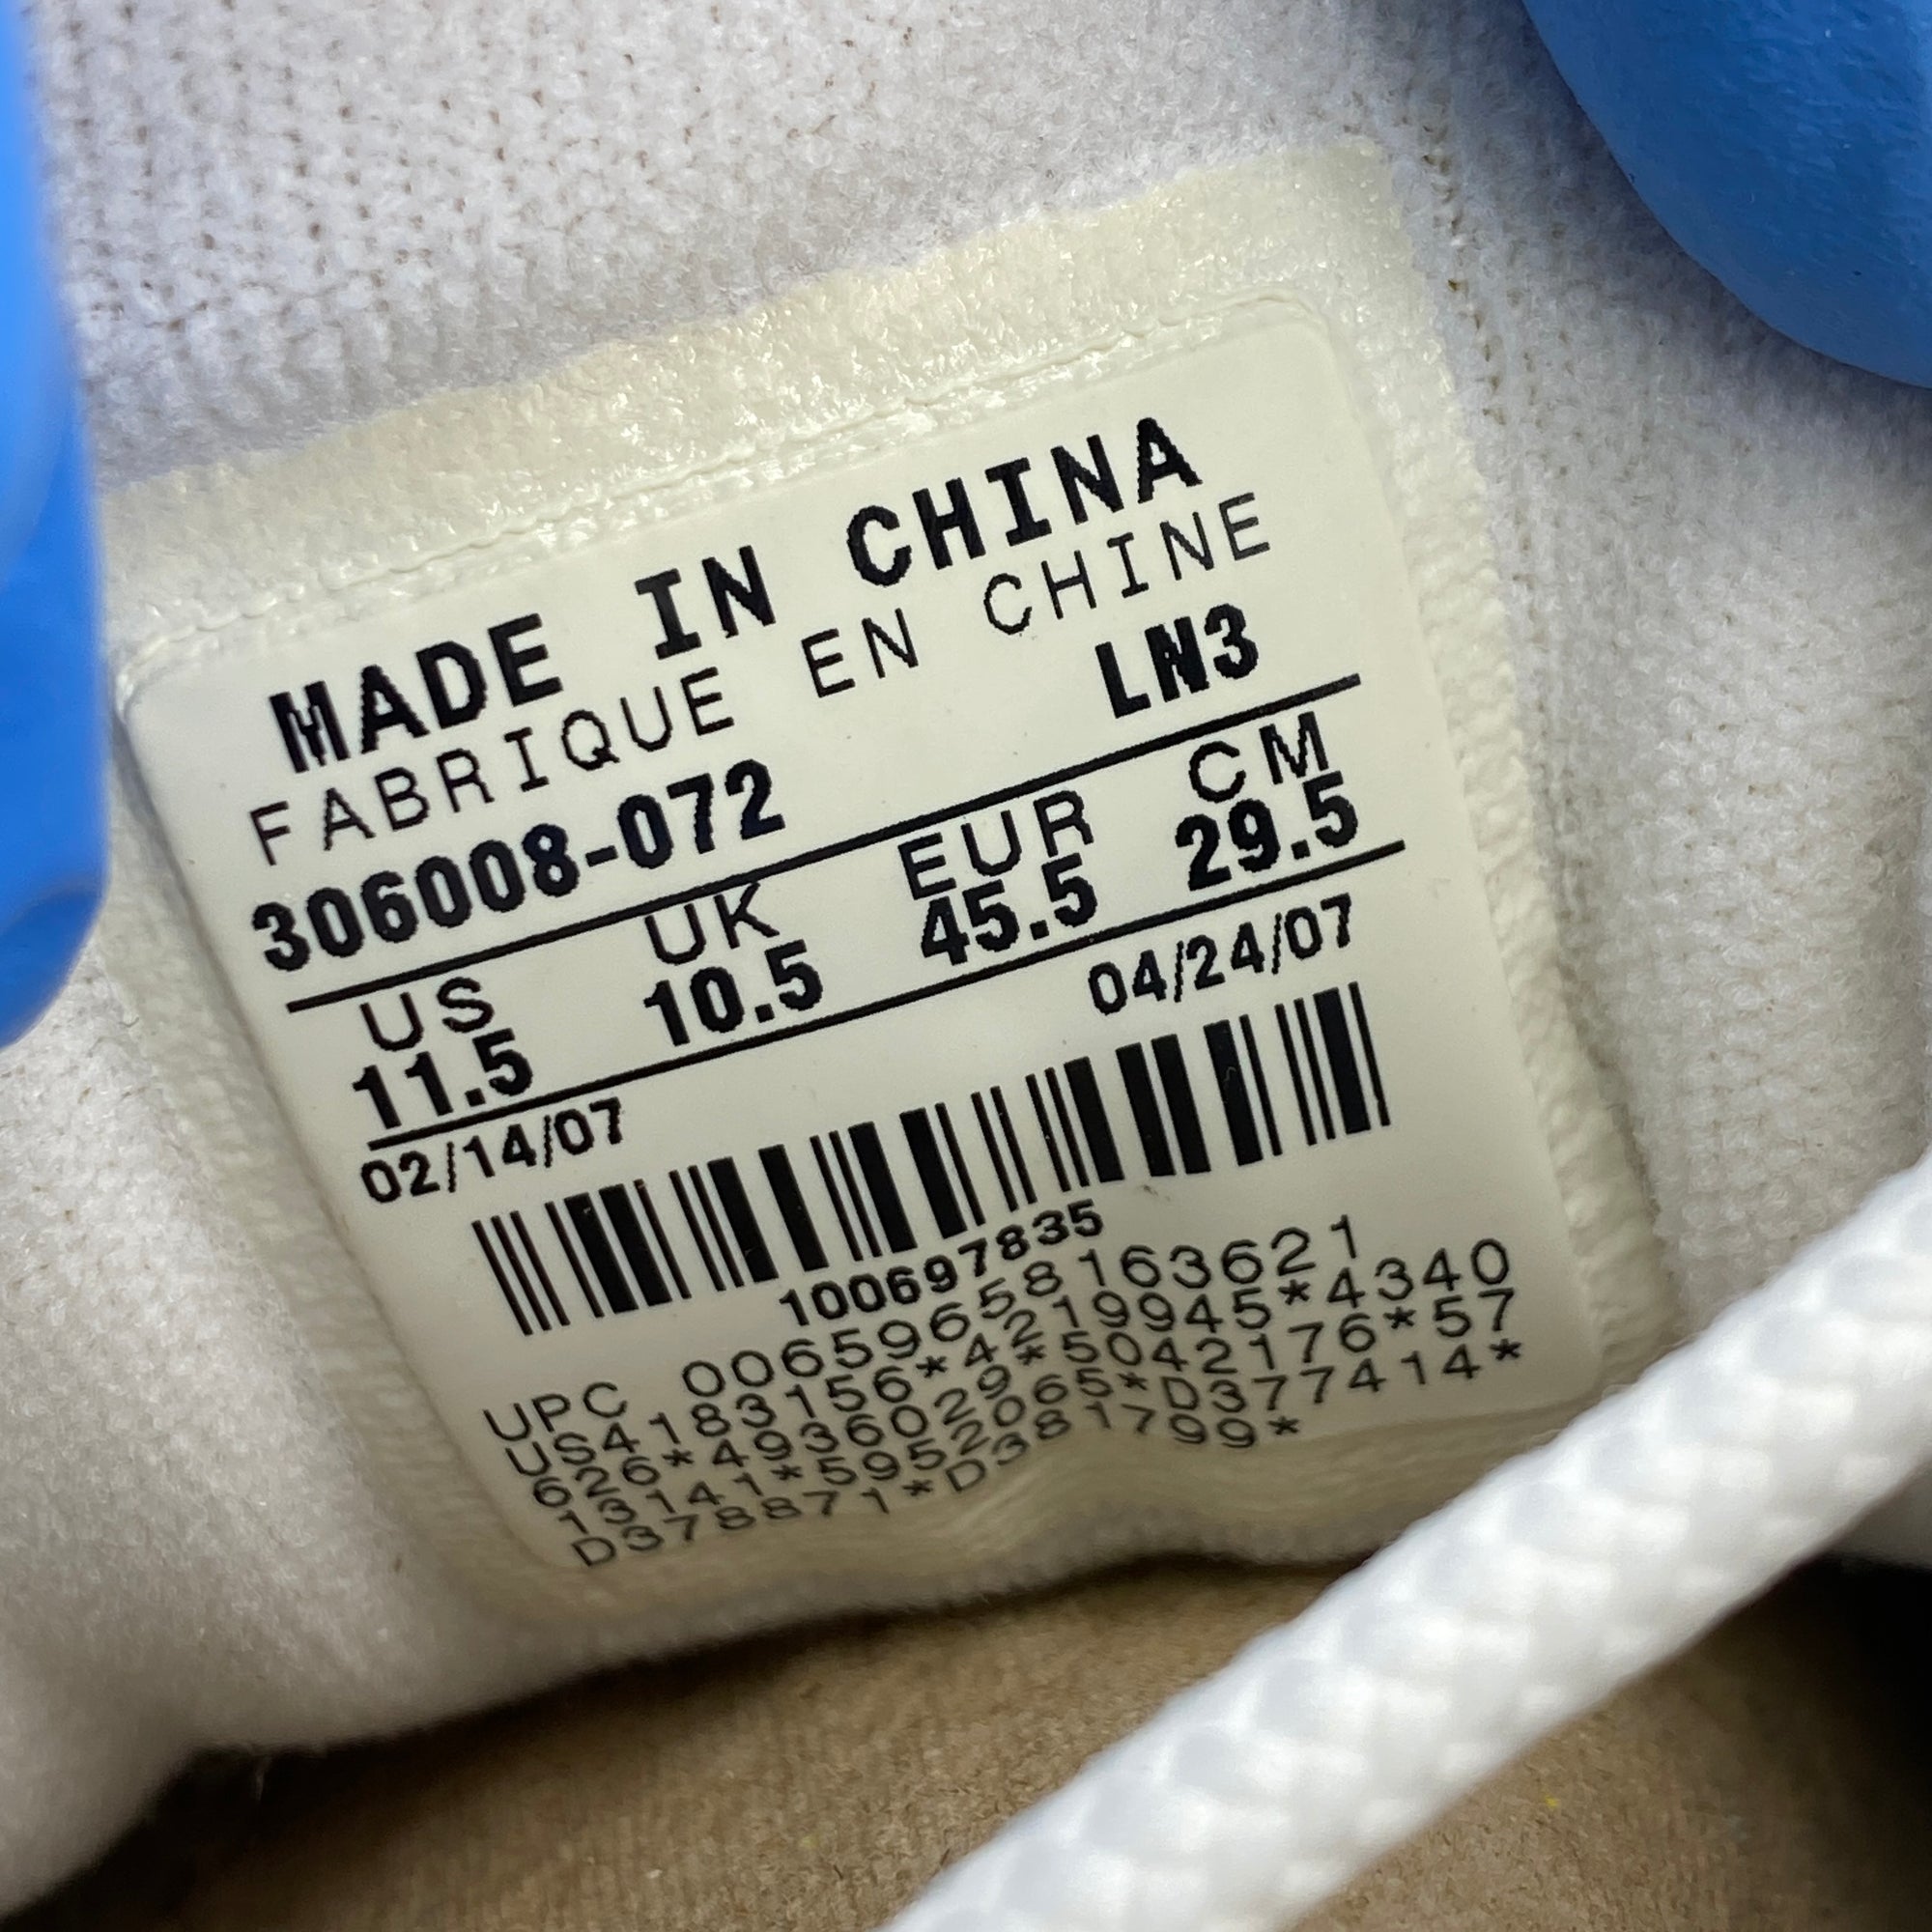 MADE IN CHINA
FABRIQUE EN CHINE
306008-072 LN3
US UK EUR CM
11.5 10.5 45.5 29.5
02/14/07 04/24/07
100697835
UPC 00659658163621
US4183156*4219945*4340
626*4936029*5042176*57
13141*5952065*D377414*
D378871*D381799*